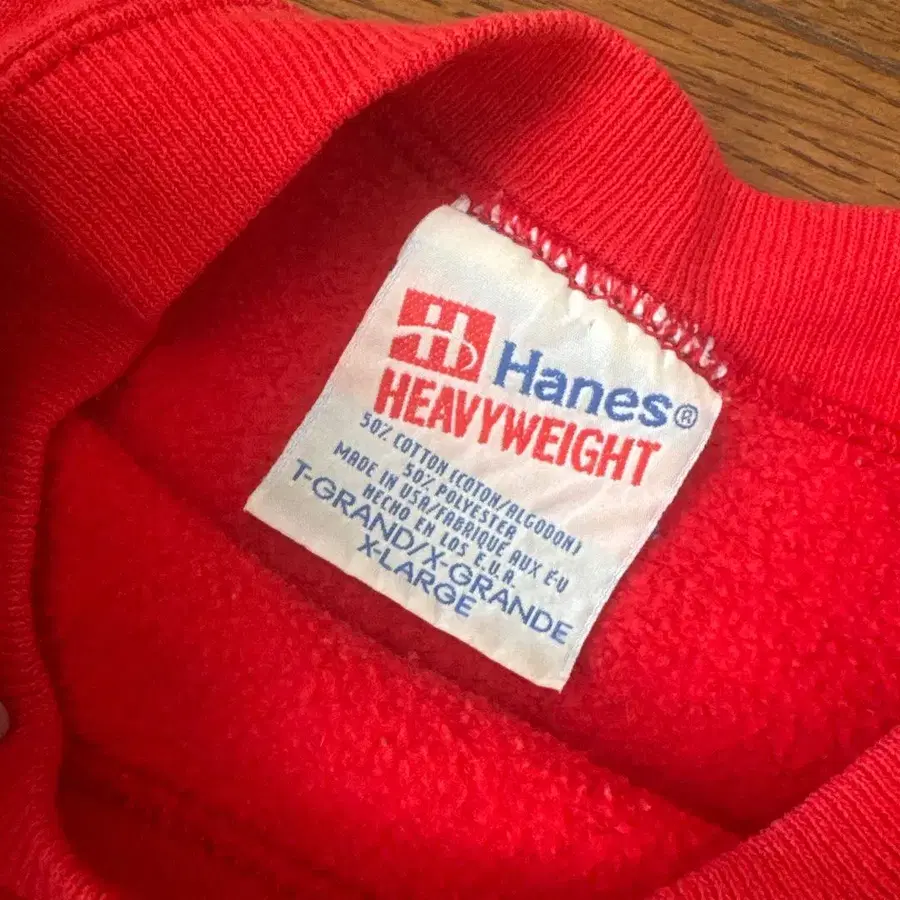 H Hanes®
HEAVYWEIGHT
50% COTTON (COTON/ALGODON)
50% POLYESTER
MADE IN USA/FABRIQUE AUX É-U
HECHO EN LOS E.U.A.
T-GRAND/X-GRANDE
X-LARGE